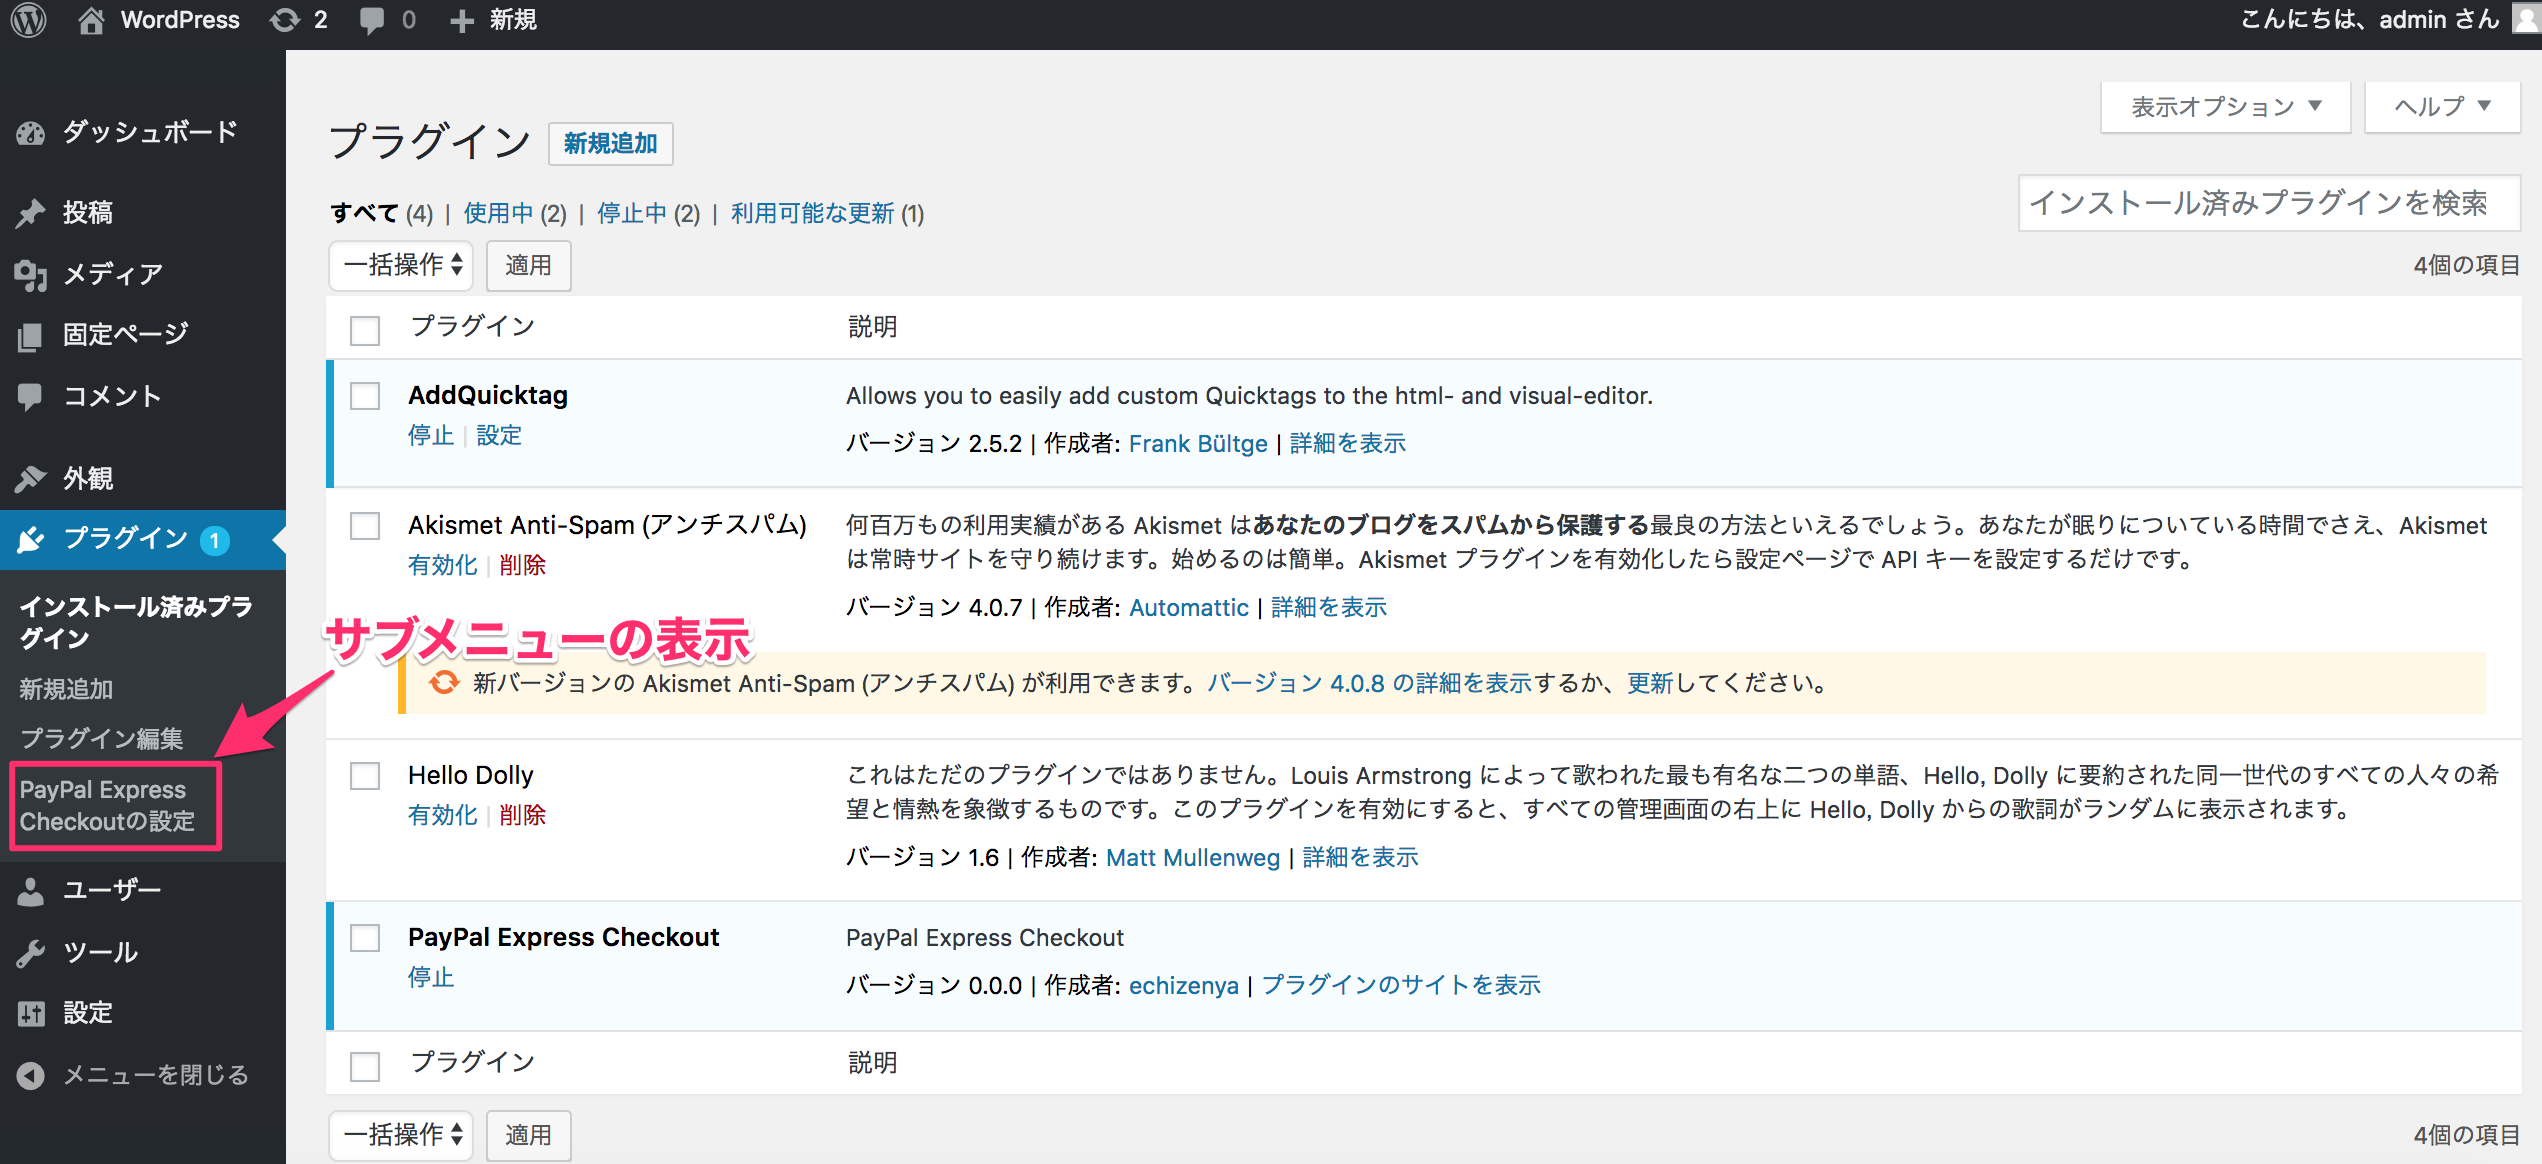 WordPress 2 0 新規
こんにちは、admin さん
ダッシュボード
投稿
メディア
固定ページ
コメント
外観
プラグイン 1
インストール済みプラ
グイン
新規追加
プラグイン編集
PayPal Express
Checkoutの設定
ユーザー
ツール
設定
メニューを閉じる
サブメニューの表示
表示オプション ▼
ヘルプ ▼
プラグイン 新規追加
すべて (4) | 使用中 (2) | 停止中 (2) | 利用可能な更新 (1)
インストール済みプラグインを検索
一括操作 適用
4個の項目
プラグイン 説明
AddQuicktag
停止 | 設定
Allows you to easily add custom Quicktags to the html- and visual-editor.
バージョン 2.5.2 | 作成者: Frank Bültge | 詳細を表示
Akismet Anti-Spam (アンチスパム)
有効化 | 削除
何百万もの利用実績がある Akismet はあなたのブログをスパムから保護する最良の方法といえるでしょう。あなたが眠りについている時間でさえ、Akismet
は常時サイトを守り続けます。始めるのは簡単。Akismet プラグインを有効化したら設定ページで API キーを設定するだけです。
バージョン 4.0.7 | 作成者: Automattic | 詳細を表示
新バージョンの Akismet Anti-Spam (アンチスパム) が利用できます。バージョン 4.0.8 の詳細を表示するか、更新してください。
Hello Dolly
有効化 | 削除
これはただのプラグインではありません。Louis Armstrong によって歌われた最も有名な二つの単語、Hello, Dolly に要約された同一世代のすべての人々の希
望と情熱を象徴するものです。このプラグインを有効にすると、すべての管理画面の右上に Hello, Dolly からの歌詞がランダムに表示されます。
バージョン 1.6 | 作成者: Matt Mullenweg | 詳細を表示
PayPal Express Checkout
停止
PayPal Express Checkout
バージョン 0.0.0 | 作成者: echizenya | プラグインのサイトを表示
プラグイン 説明
一括操作 適用
4個の項目